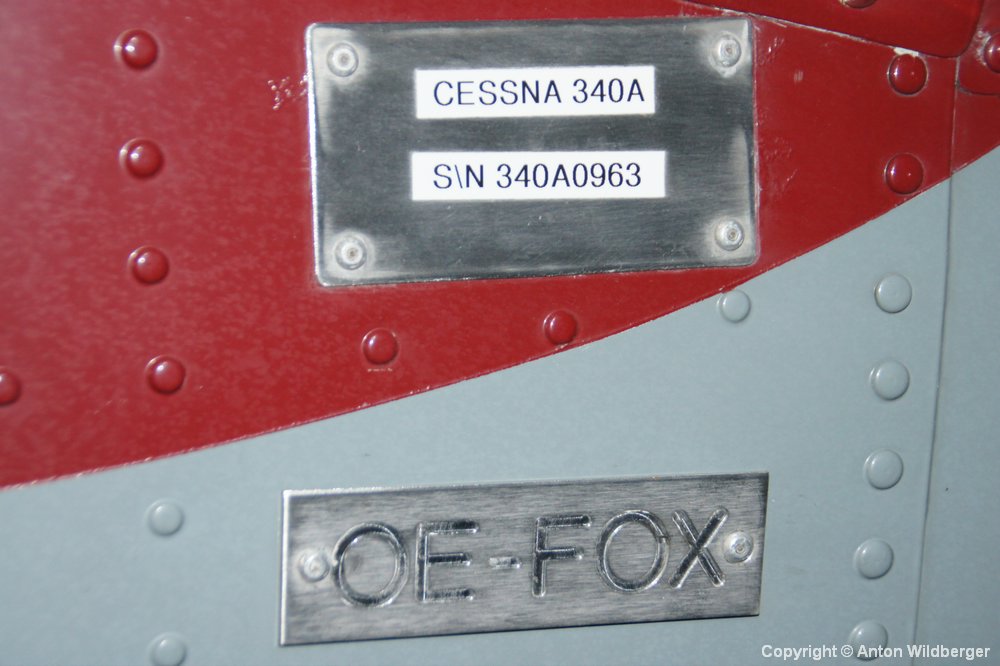 CESSNA 340A
S\N 340A0963
OE-FOX
Copyright © Anton Wildberger